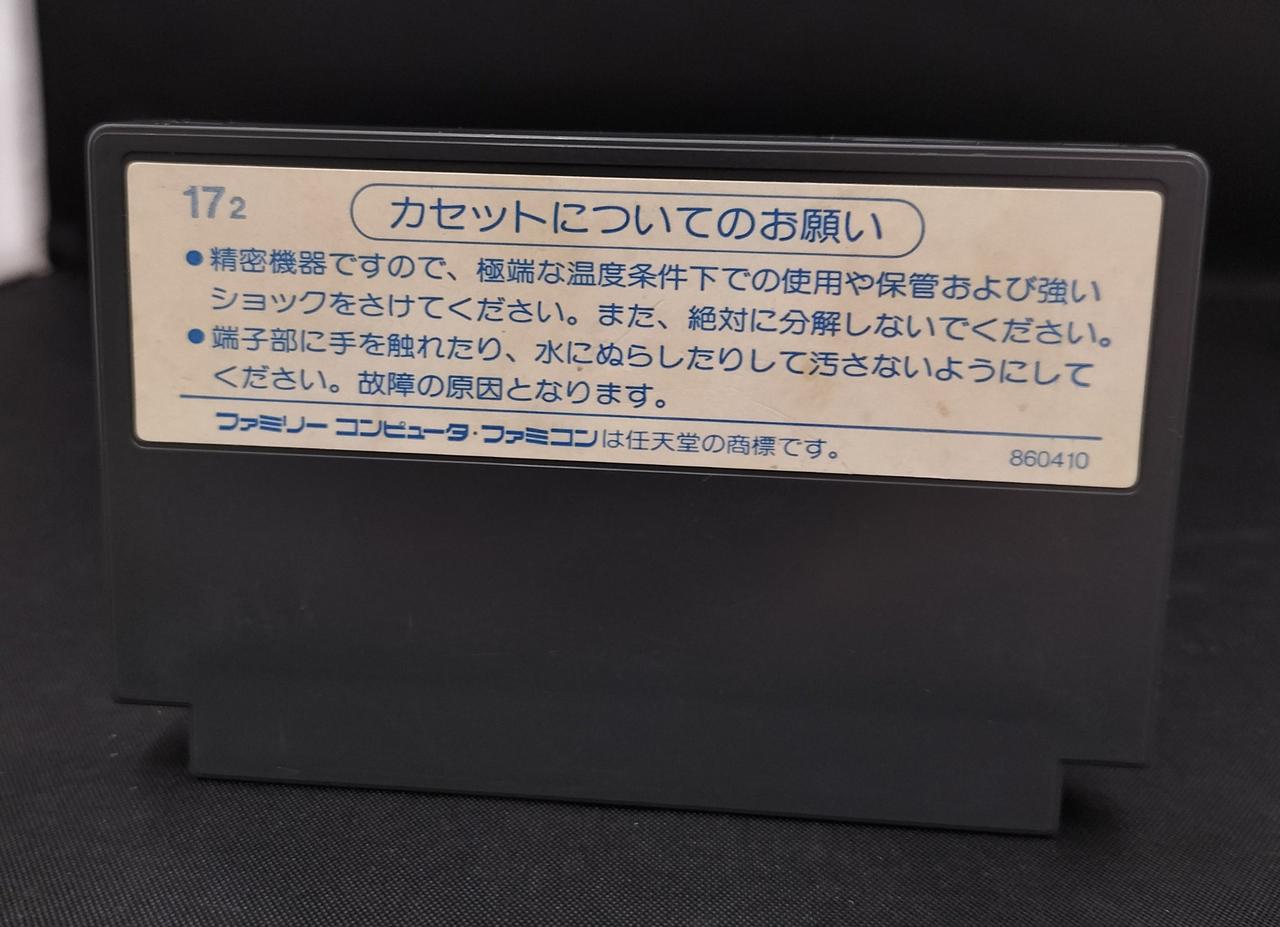 17 2
カセットについてのお願い
●精密機器ですので、極端な温度条件下での使用や保管および強い
ショックをさけてください。また、絶対に分解しないでください。
●端子部に手を触れたり、水にぬらしたりして汚さないようにして
ください。故障の原因となります。
ファミリー コンピュータ・ファミコンは任天堂の商標です。
860410